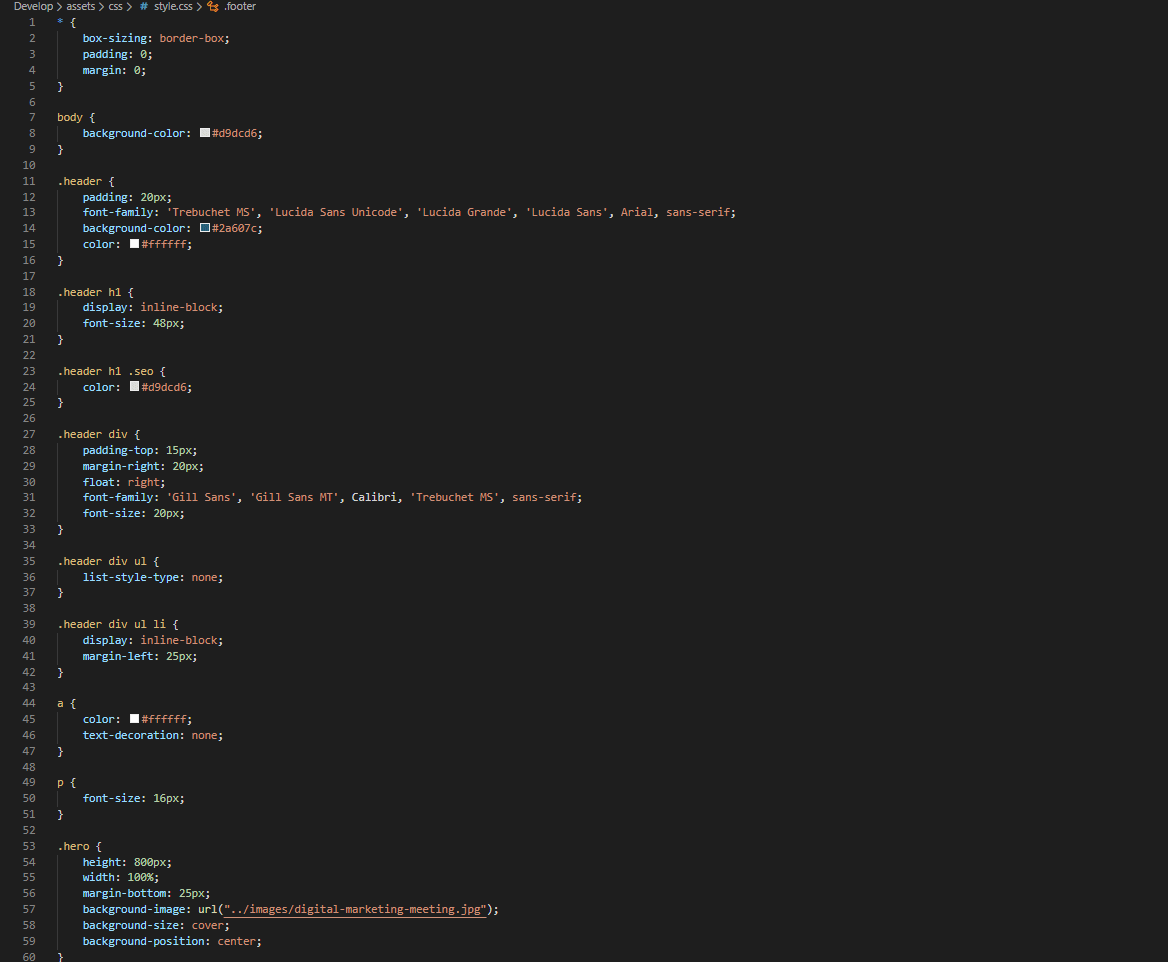 Develop > assets > css > # style.css > .footer
1 * {
2     box-sizing: border-box;
3     padding: 0;
4     margin: 0;
5 }
6
7 body {
8     background-color: #d9dcd6;
9 }
10
11 .header {
12     padding: 20px;
13     font-family: 'Trebuchet MS', 'Lucida Sans Unicode', 'Lucida Grande', 'Lucida Sans', Arial, sans-serif;
14     background-color: #2a607c;
15     color: #ffffff;
16 }
17
18 .header h1 {
19     display: inline-block;
20     font-size: 48px;
21 }
22
23 .header h1 .seo {
24     color: #d9dcd6;
25 }
26
27 .header div {
28     padding-top: 15px;
29     margin-right: 20px;
30     float: right;
31     font-family: 'Gill Sans', 'Gill Sans MT', Calibri, 'Trebuchet MS', sans-serif;
32     font-size: 20px;
33 }
34
35 .header div ul {
36     list-style-type: none;
37 }
38
39 .header div ul li {
40     display: inline-block;
41     margin-left: 25px;
42 }
43
44 a {
45     color: #ffffff;
46     text-decoration: none;
47 }
48
49 p {
50     font-size: 16px;
51 }
52
53 .hero {
54     height: 800px;
55     width: 100%;
56     margin-bottom: 25px;
57     background-image: url("../images/digital-marketing-meeting.jpg");
58     background-size: cover;
59     background-position: center;
60 }